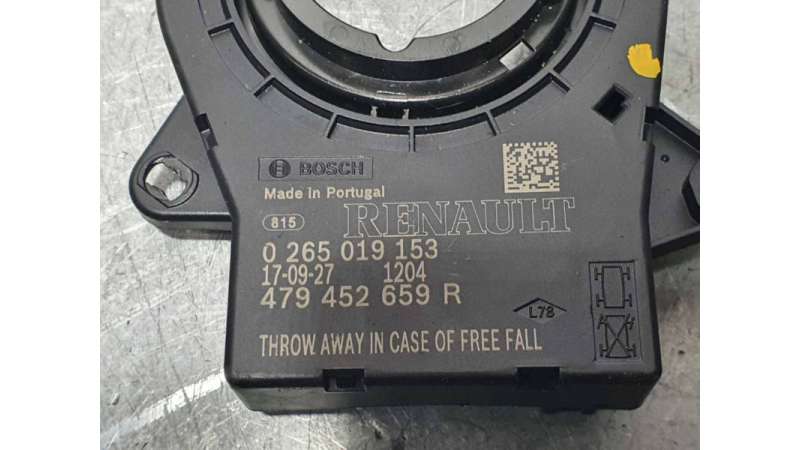 BOSCH
Made in Portugal
815
RENAULT
0 265 019 153
17-09-27 1204
479 452 659 R
L78
THROW AWAY IN CASE OF FREE FALL